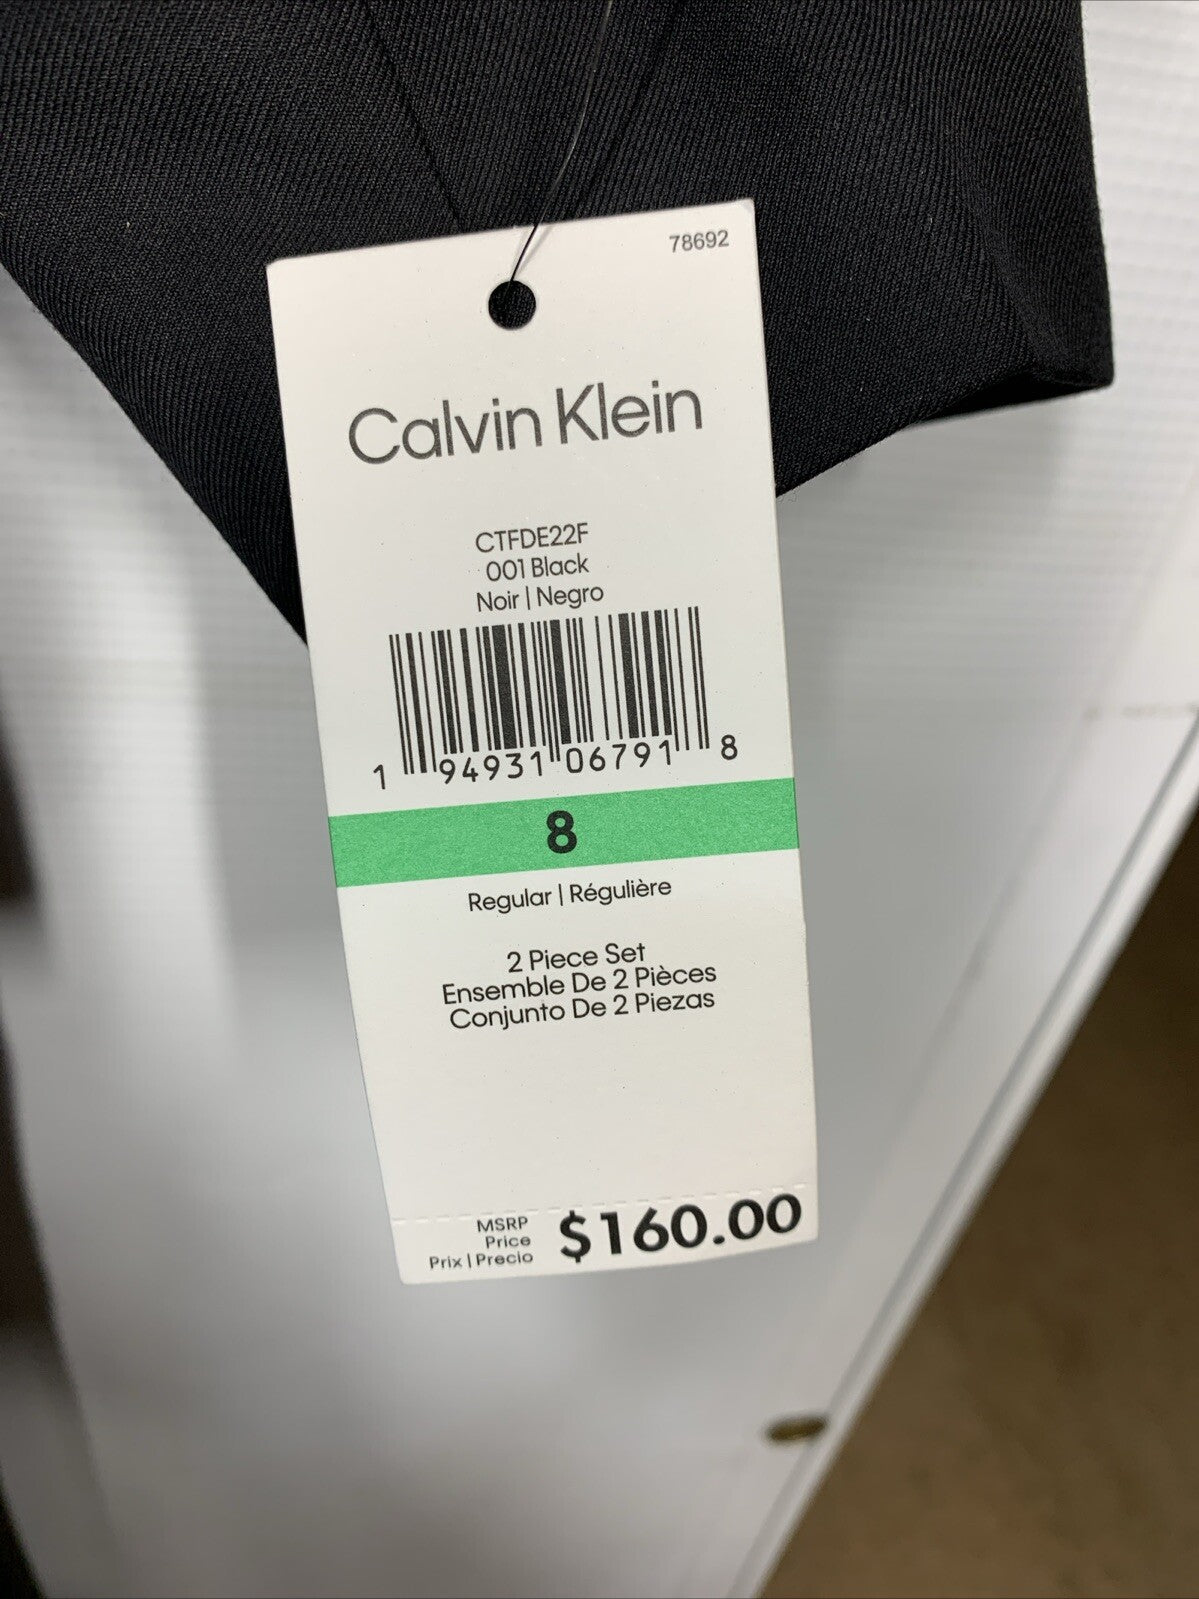 78692
Calvin Klein
CTFDE22F
001 Black
Noir | Negro
1 94931 06791 8
8
Regular | Régulière
2 Piece Set
Ensemble De 2 Pièces
Conjunto De 2 Piezas
MSRP
Price
Prix | Precio
$160.00